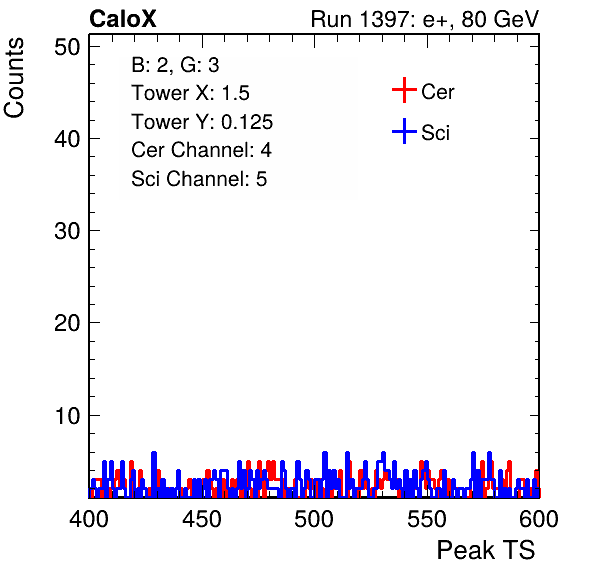 CaloX Run 1397: e+, 80 GeV
Counts
50
40
30
20
10
B: 2, G: 3
Tower X: 1.5
Tower Y: 0.125
Cer Channel: 4
Sci Channel: 5
Cer
Sci
400 450 500 550 600
Peak TS